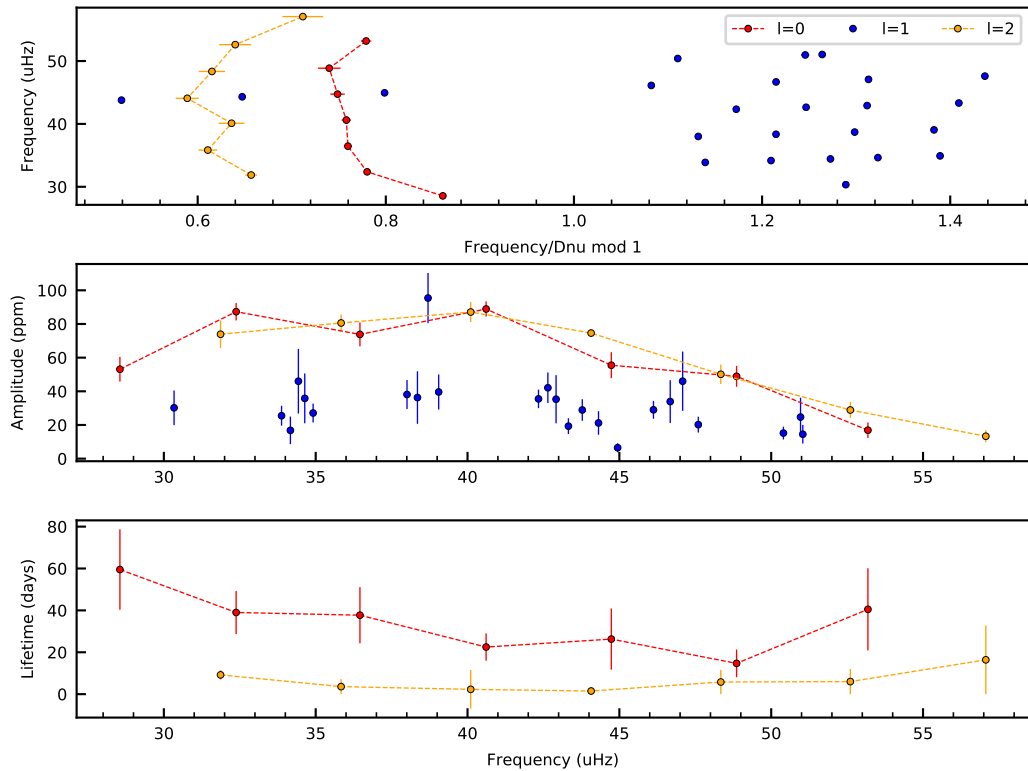 l=0 l=1 l=2
Frequency (uHz)
50
40
30
0.6 0.8 1.0 1.2 1.4
Frequency/Dnu mod 1
Amplitude (ppm)
100
80
60
40
20
0
30 35 40 45 50 55
Lifetime (days)
80
60
40
20
0
30 35 40 45 50 55
Frequency (uHz)